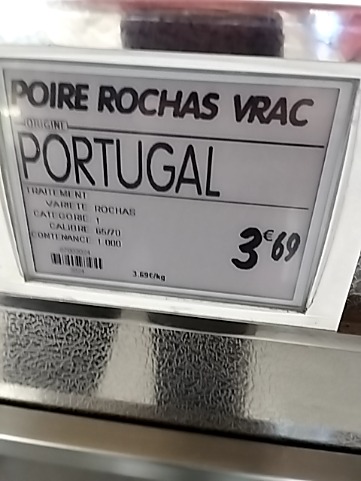 POIRE ROCHAS VRAC
ORIGINE
PORTUGAL
TRAITEMENT
VARIETE ROCHAS
CATEGORIE 1
CALIBRE 65/70
CONTENANCE 1 000
3€69
3.69€/kg